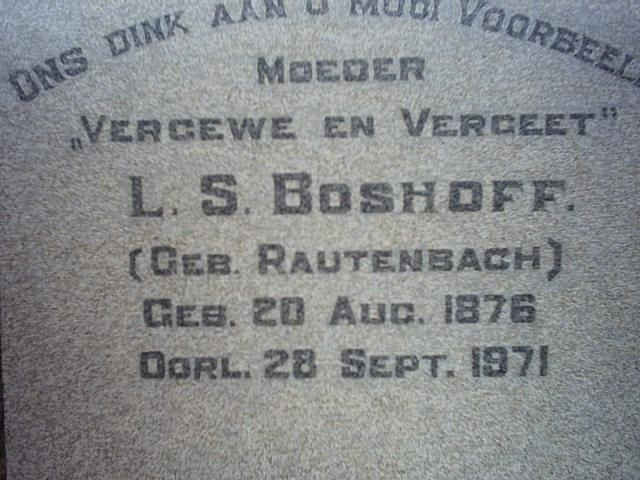 ONS DINK AAN U MOOI VOORBEEL
MOEDER
„VERGEWE EN VERGEET"
L. S. BOSHOFF.
(GEB. RAUTENBACH)
GEB. 20 AUG. 1876
OORL. 28 SEPT. 1971